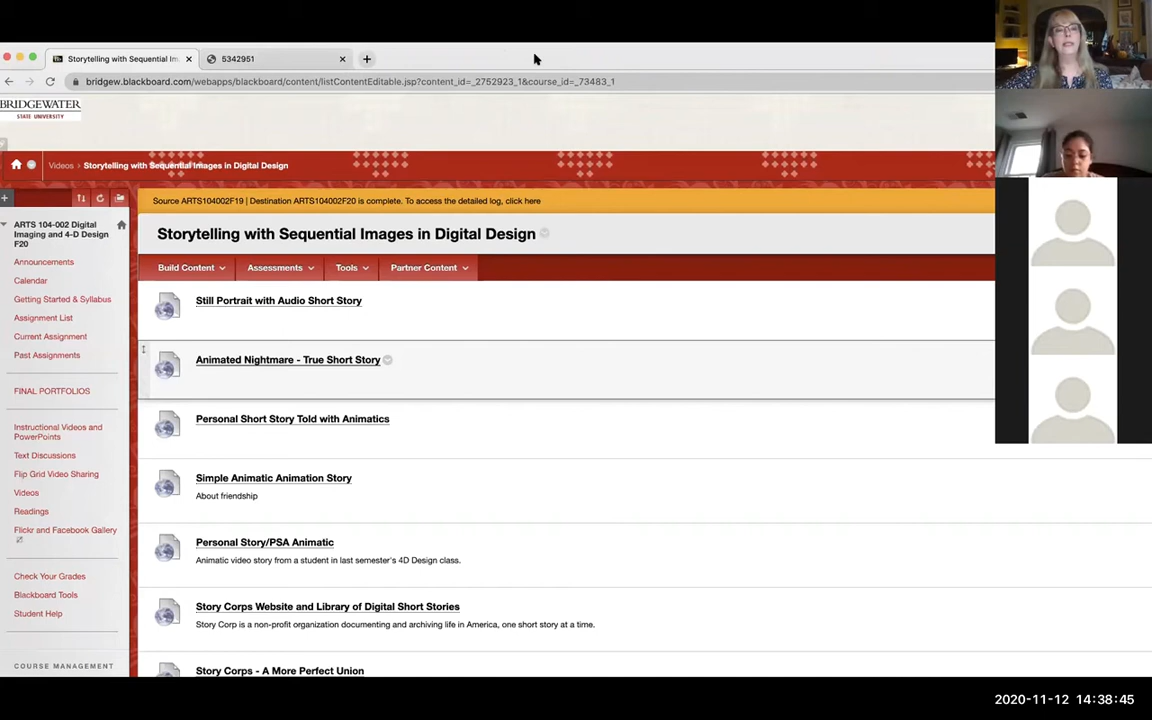 Storytelling with Sequential Im
5342951
bridgew.blackboard.com/webapps/blackboard/content/listContentEditable.jsp?content_id=_2752923_1&course_id=_73483_1
BRIDGEWATER
STATE UNIVERSITY
Videos > Storytelling with Sequential Images in Digital Design
Source ARTS104002F19 | Destination ARTS104002F20 is complete. To access the detailed log, click here
ARTS 104-002 Digital
Imaging and 4-D Design
F20
Announcements
Calendar
Getting Started & Syllabus
Assignment List
Current Assignment
Past Assignments
FINAL PORTFOLIOS
Instructional Videos and
PowerPoints
Text Discussions
Flip Grid Video Sharing
Videos
Readings
Flickr and Facebook Gallery
Check Your Grades
Blackboard Tools
Student Help
COURSE MANAGEMENT
Storytelling with Sequential Images in Digital Design
Build Content
Assessments
Tools
Partner Content
Still Portrait with Audio Short Story
Animated Nightmare - True Short Story
Personal Short Story Told with Animatics
Simple Animatic Animation Story
About friendship
Personal Story/PSA Animatic
Animatic video story from a student in last semester's 4D Design class.
Story Corps Website and Library of Digital Short Stories
Story Corp is a non-profit organization documenting and archiving life in America, one short story at a time.
Story Corps - A More Perfect Union
2020-11-12 14:38:45